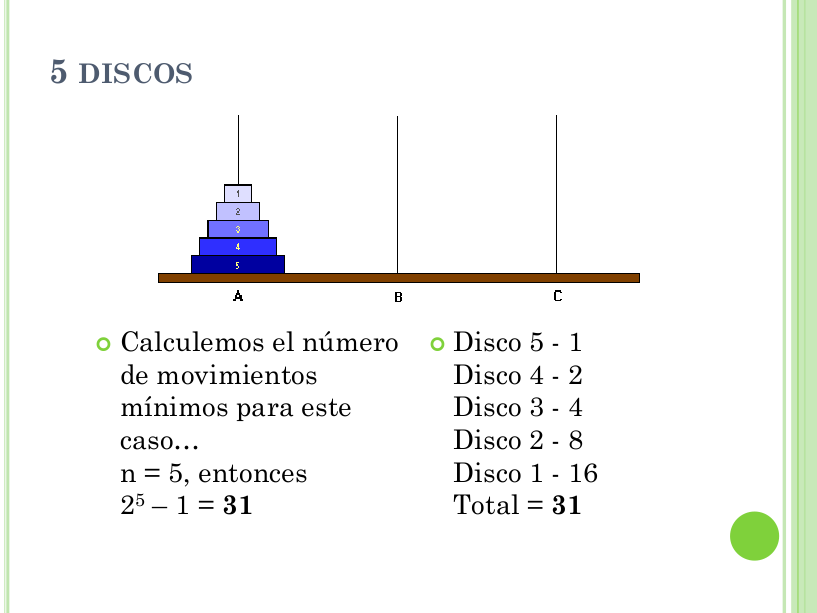 5 DISCOS
1
2
3
4
5
A B C
Calculemos el número
de movimientos
mínimos para este
caso...
n = 5, entonces
2⁵ – 1 = 31
Disco 5 - 1
Disco 4 - 2
Disco 3 - 4
Disco 2 - 8
Disco 1 - 16
Total = 31